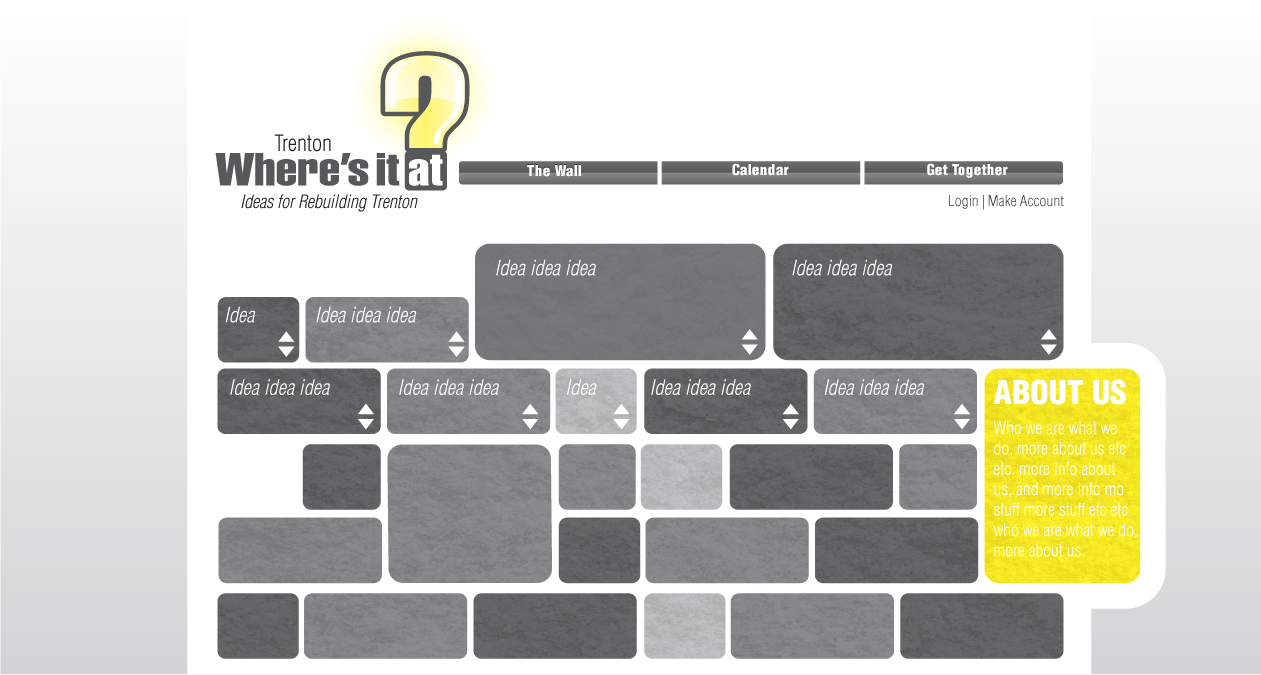 ?
Trenton
Where's it at
Ideas for Rebuilding Trenton
The Wall
Calendar
Get Together
Login | Make Account
Idea idea idea
Idea idea idea
Idea
Idea idea idea
Idea idea idea
Idea idea idea
Idea
Idea idea idea
Idea idea idea
ABOUT US
Who we are what we
do, more about us etc
etc. more info about
us, and more info mo
stuff more stuff etc etc
who we are what we do,
more about us.